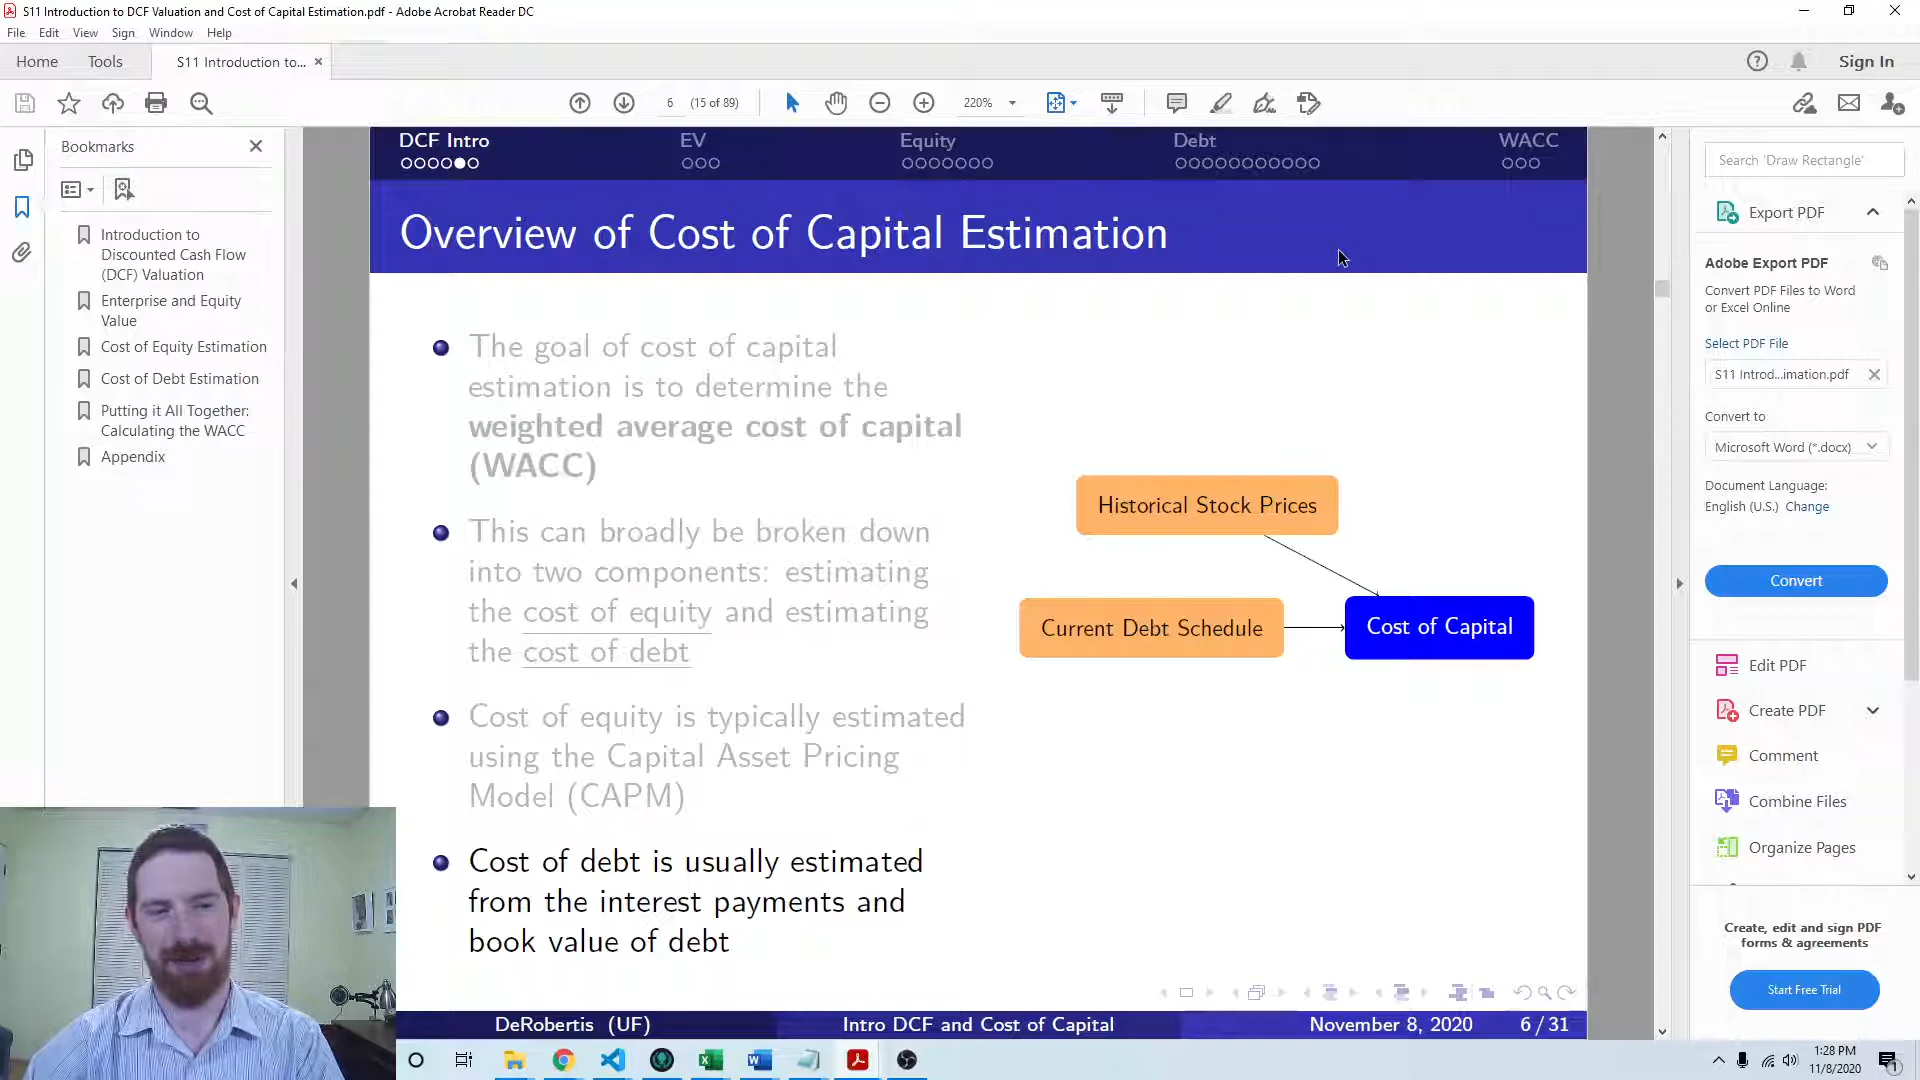 S11 Introduction to DCF Valuation and Cost of Capital Estimation.pdf - Adobe Acrobat Reader DC
File Edit View Sign Window Help
Home Tools S11 Introduction to... Sign In
6 (15 of 89) 220%
Bookmarks
Introduction to
Discounted Cash Flow
(DCF) Valuation
Enterprise and Equity
Value
Cost of Equity Estimation
Cost of Debt Estimation
Putting it All Together:
Calculating the WACC
Appendix
DCF Intro EV Equity Debt WACC
Overview of Cost of Capital Estimation
The goal of cost of capital
estimation is to determine the
weighted average cost of capital
(WACC)
This can broadly be broken down
into two components: estimating
the cost of equity and estimating
the cost of debt
Cost of equity is typically estimated
using the Capital Asset Pricing
Model (CAPM)
Cost of debt is usually estimated
from the interest payments and
book value of debt
Historical Stock Prices
Current Debt Schedule
Cost of Capital
DeRobertis (UF) Intro DCF and Cost of Capital November 8, 2020 6 / 31
Search 'Draw Rectangle'
Export PDF
Adobe Export PDF
Convert PDF Files to Word
or Excel Online
Select PDF File
S11 Introd...imation.pdf
Convert to
Microsoft Word (*.docx)
Document Language:
English (U.S.) Change
Convert
Edit PDF
Create PDF
Comment
Combine Files
Organize Pages
Create, edit and sign PDF
forms & agreements
Start Free Trial
1:28 PM
11/8/2020
1